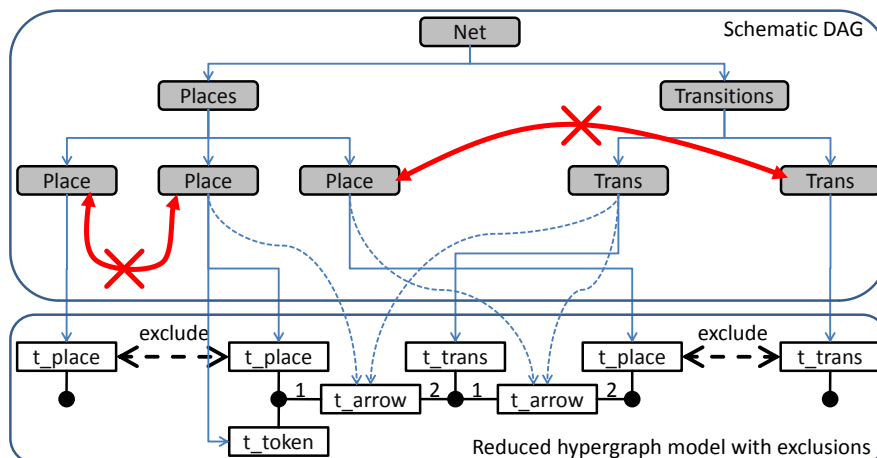 Schematic DAG
Net
Places
Transitions
Place
Place
Place
Trans
Trans
exclude
exclude
t_place
t_place
t_trans
t_place
t_trans
1
t_arrow
2
1
t_arrow
2
t_token
Reduced hypergraph model with exclusions